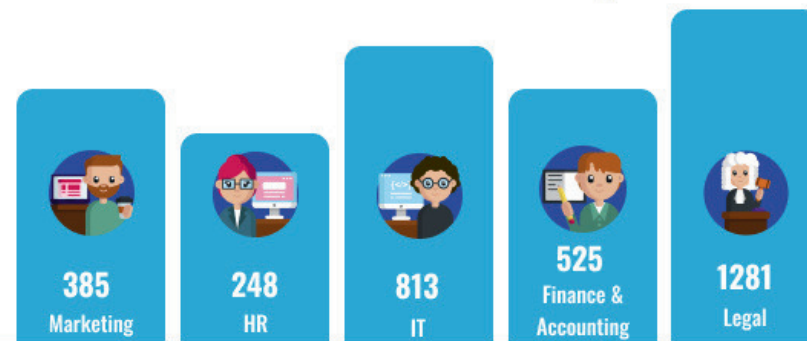 385
Marketing
248
HR
</>
813
IT
525
Finance &
Accounting
1281
Legal